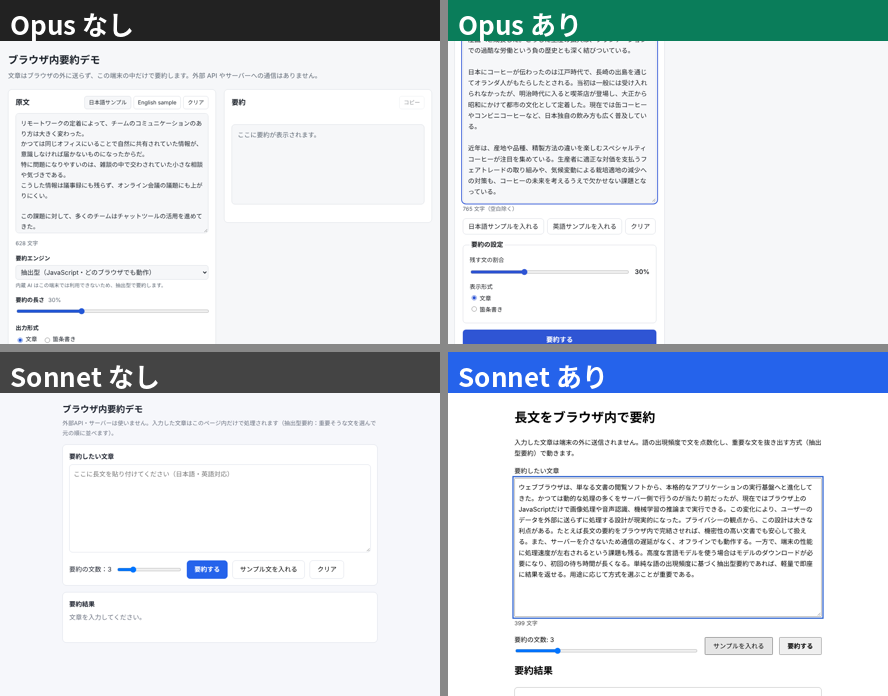 Opus なし
ブラウザ内要約デモ
文章はブラウザの外に送らず、この端末の中だけで要約します。外部 API やサーバーへの通信はありません。
原文
日本語サンプル
English sample
クリア
リモートワークの定着によって、チームのコミュニケーションのあ
り方は大きく変わった。
かつては同じオフィスにいることで自然に共有されていた情報が、
意識しなければ届かないものになったからだ。
特に問題になりやすいのは、雑談の中で交わされていた小さな相談
や気づきである。
こうした情報は議事録にも残らず、オンライン会議の議題にも上が
りにくい。
この課題に対して、多くのチームはチャットツールの活用を進めて
きた。
628 文字
要約エンジン
抽出型（JavaScript・どのブラウザでも動作）
内蔵 AI はこの端末では利用できないため、抽出型で要約します。
要約の長さ 30%
出力形式
文章
箇条書き
要約
コピー
ここに要約が表示されます。
Opus あり
での過酷な労働という負の歴史とも深く結びついている。
日本にコーヒーが伝わったのは江戸時代で、長崎の出島を通じ
てオランダ人がもたらしたとされる。当初は一般には受け入れ
られなかったが、明治時代に入ると喫茶店が登場し、大正から
昭和にかけて都市の文化として定着した。現在では缶コーヒー
やコンビニコーヒーなど、日本独自の飲み方も広く普及してい
る。
近年は、産地や品種、精製方法の違いを楽しむスペシャルティ
コーヒーが注目を集めている。生産者に適正な対価を支払うフ
ェアトレードの取り組みや、気候変動による栽培適地の減少へ
の対策も、コーヒーの未来を考えるうえで欠かせない課題とな
っている。
765 文字（空白除く）
日本語サンプルを入れる
英語サンプルを入れる
クリア
要約の設定
残す文の割合
30%
表示形式
文章
箇条書き
要約する
Sonnet なし
ブラウザ内要約デモ
外部API・サーバーは使いません。入力した文章はこのページ内だけで処理されます（抽出型要約：重要そうな文を選んで
元の順に並べます）。
要約したい文章
ここに長文を貼り付けてください（日本語・英語対応）
要約の文数：3
要約する
サンプル文を入れる
クリア
要約結果
文章を入力してください。
Sonnet あり
長文をブラウザ内で要約
入力した文章は端末の外に送信されません。語の出現頻度で文を点数化し、重要な文を抜き出す方式（抽出
型要約）で動きます。
要約したい文章
ウェブブラウザは、単なる文書の閲覧ソフトから、本格的なアプリケーションの実行基盤へと進化して
きた。かつては動的な処理の多くをサーバー側で行うのが当たり前だったが、現在ではブラウザ上の
JavaScriptだけで画像処理や音声認識、機械学習の推論まで実行できる。この変化により、ユーザーの
データを外部に送らずに処理する設計が現実的になった。プライバシーの観点から、この設計は大きな
利点がある。たとえば長文の要約をブラウザ内で完結させれば、機密性の高い文書でも安心して扱え
る。また、サーバーを介さないため通信の遅延がなく、オフラインでも動作する。一方で、端末の性能
に処理速度が左右されるという課題も残る。高度な言語モデルを使う場合はモデルのダウンロードが必
要になり、初回の待ち時間が長くなる。単純な語の出現頻度に基づく抽出型要約であれば、軽量で即座
に結果を返せる。用途に応じて方式を選ぶことが重要である。
399 文字
要約の文数: 3
サンプルを入れる
要約する
要約結果